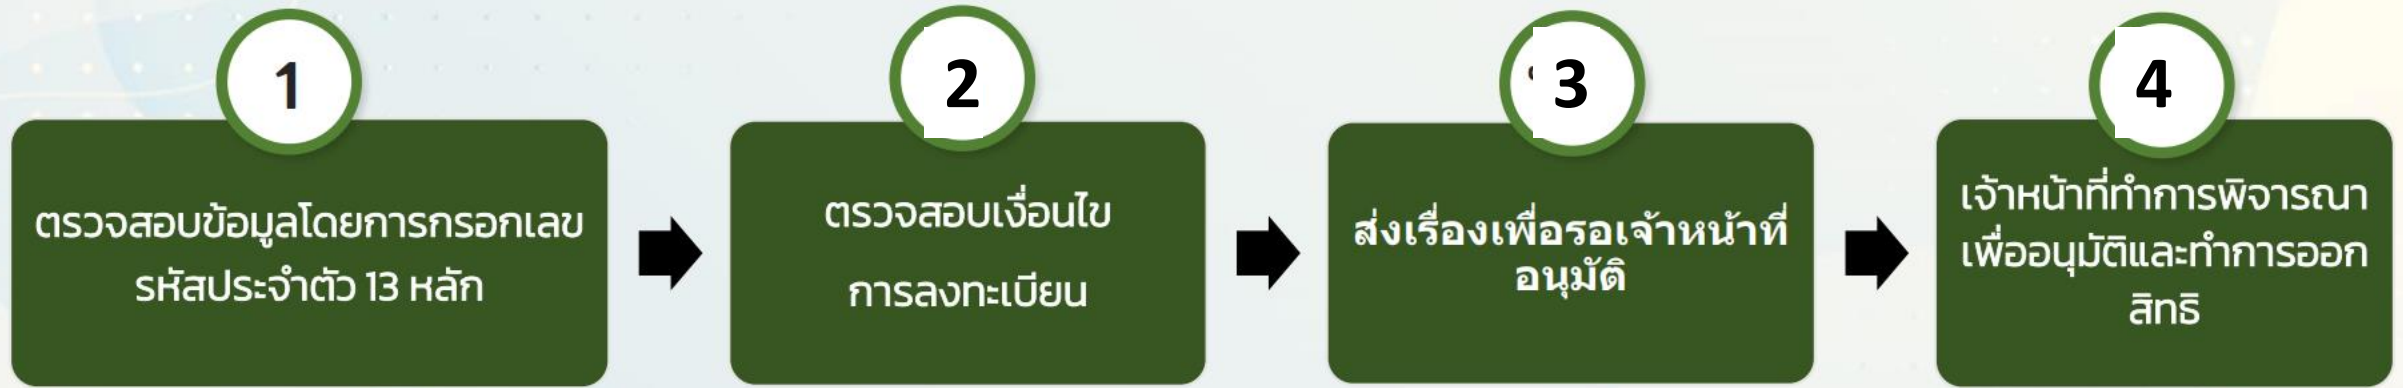 1
ตรวจสอบข้อมูลโดยการกรอกเลข
รหัสประจำตัว 13 หลัก
2
ตรวจสอบเงื่อนไข
การลงทะเบียน
3
ส่งเรื่องเพื่อรอเจ้าหน้าที่
อนุมัติ
4
เจ้าหน้าที่ทำการพิจารณา
เพื่ออนุมัติและทำการออก
สิทธิ